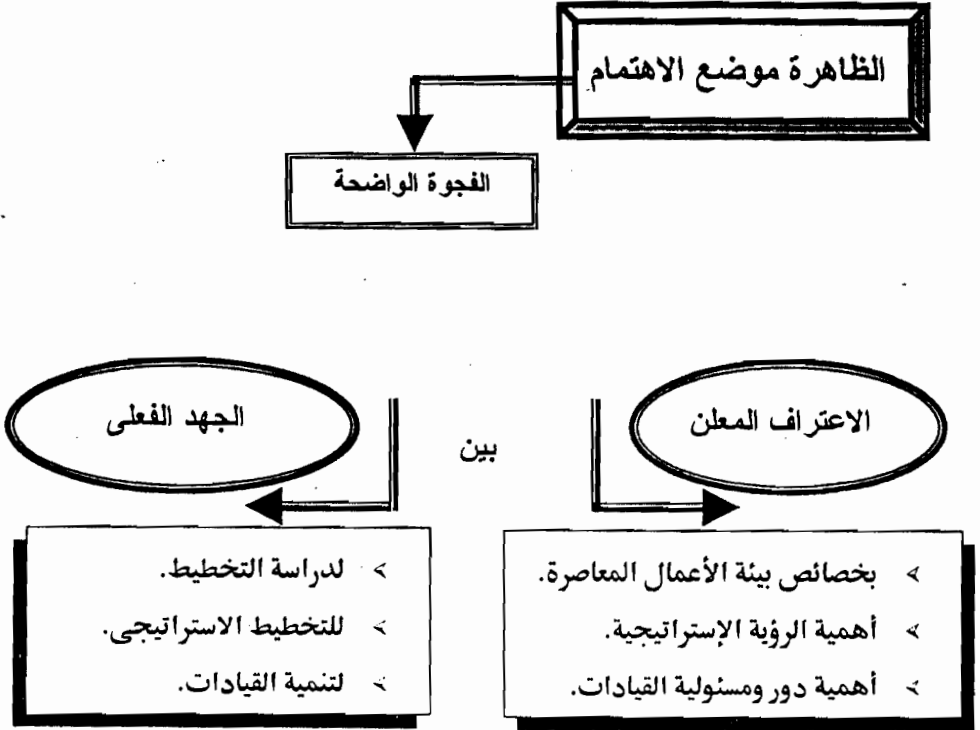 الظاهرة موضع الاهتمام
الفجوة الواضحة
الاعتراف المعلن
بين
الجهد الفعلى
بخصائص بيئة الأعمال المعاصرة.
أهمية الرؤية الإستراتيجية.
أهمية دور ومسئولية القيادات.
لدراسة التخطيط.
للتخطيط الاستراتيجى.
لتنمية القيادات.